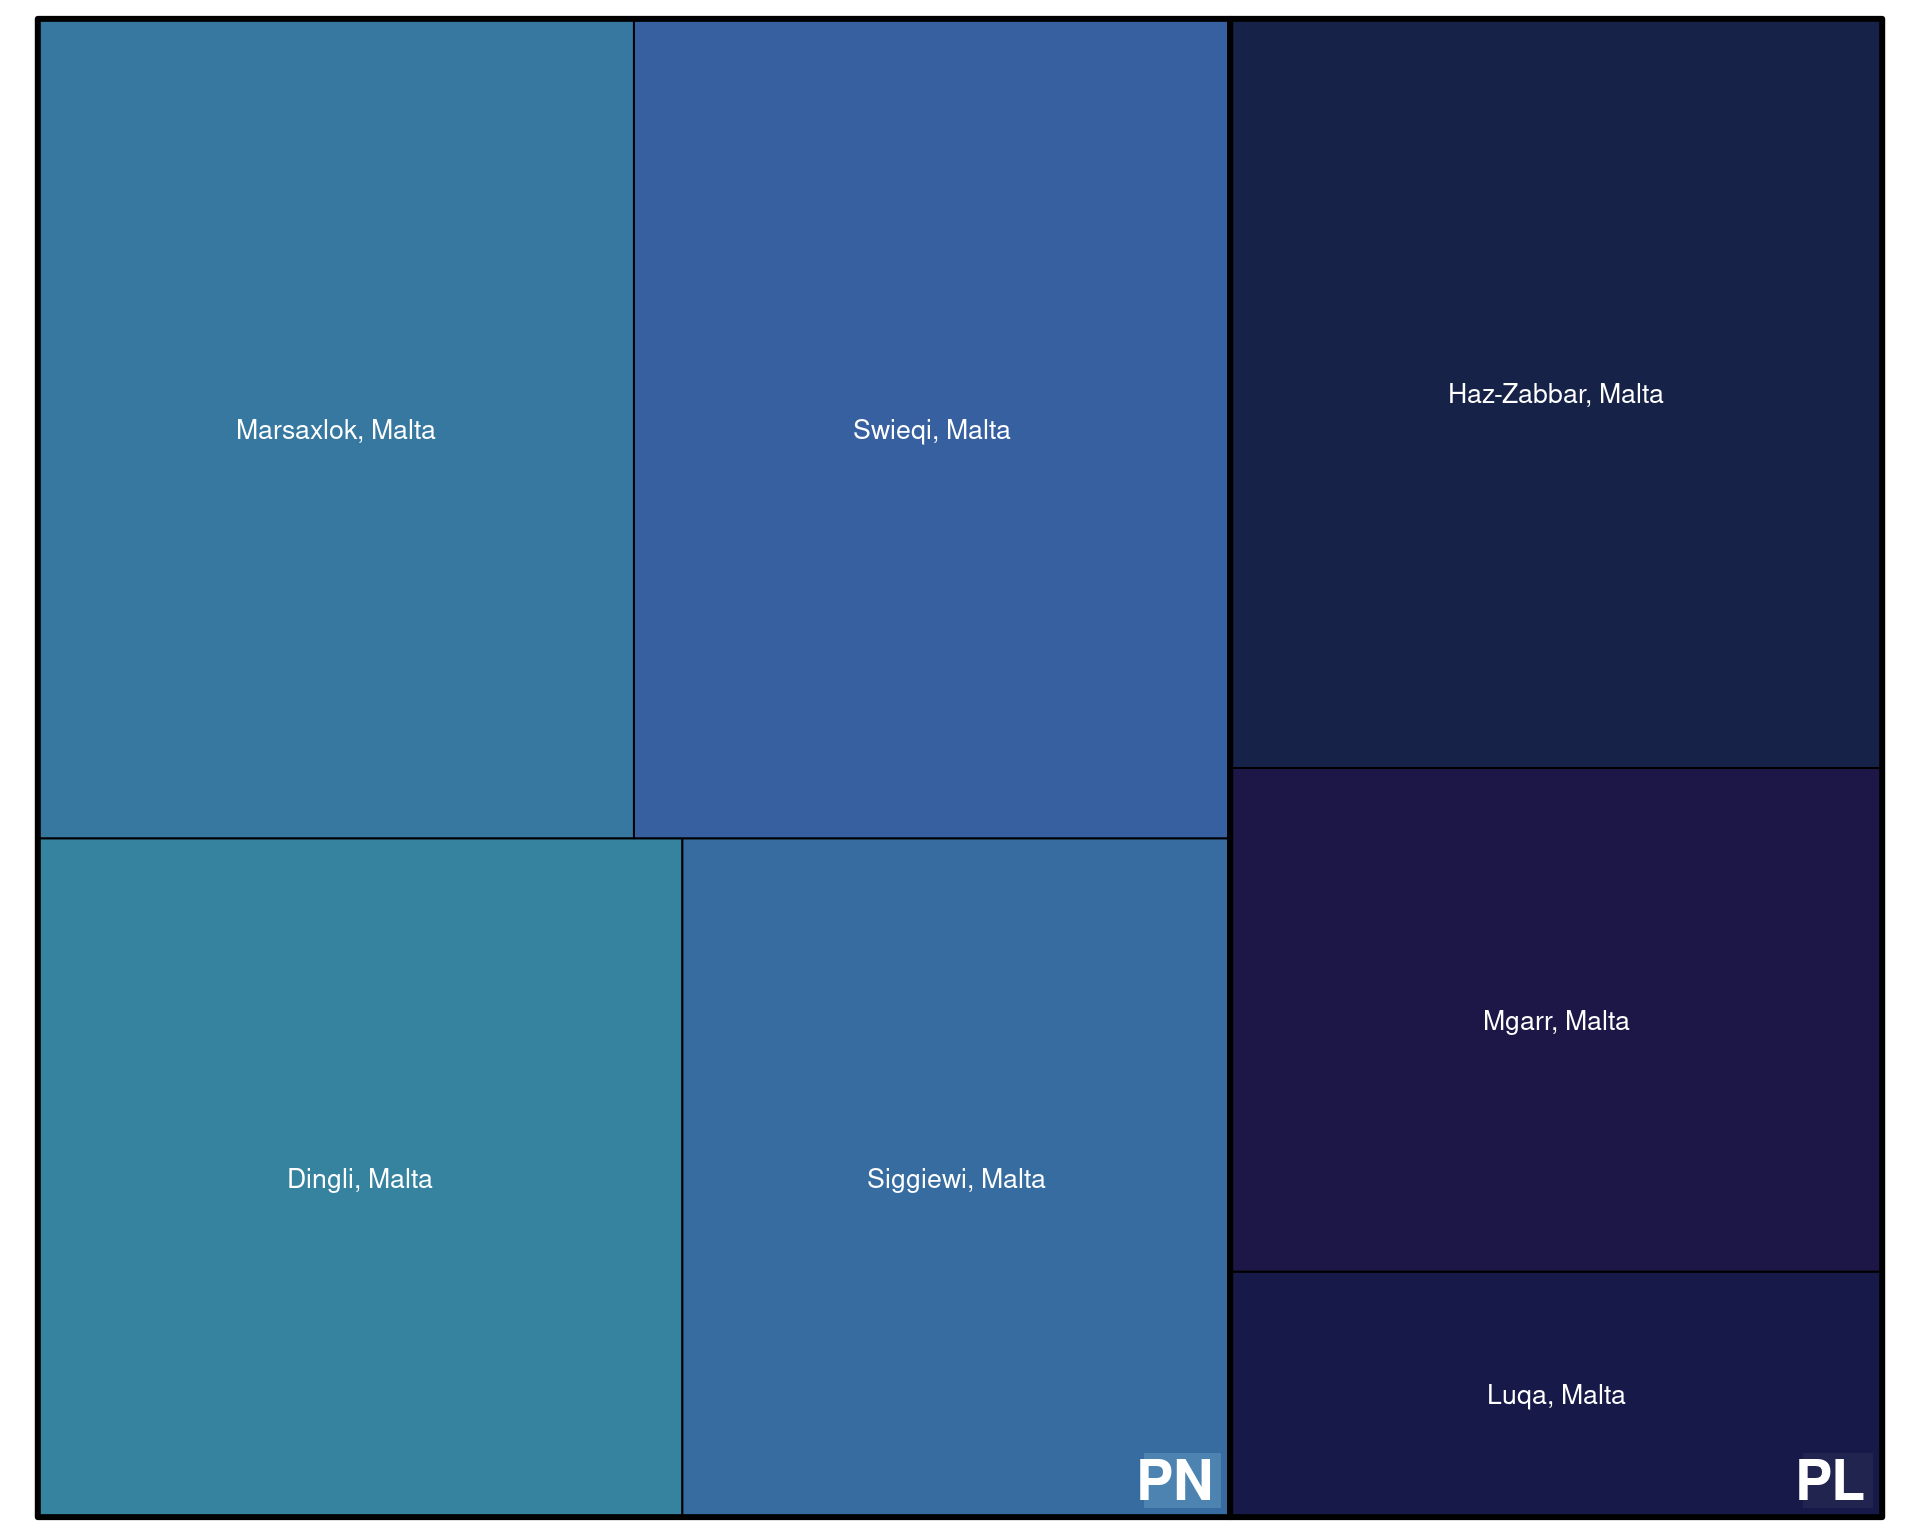 Marsaxlok, Malta
Swieqi, Malta
Haz-Zabbar, Malta
Dingli, Malta
Siggiewi, Malta
Mgarr, Malta
Luqa, Malta
PN
PL